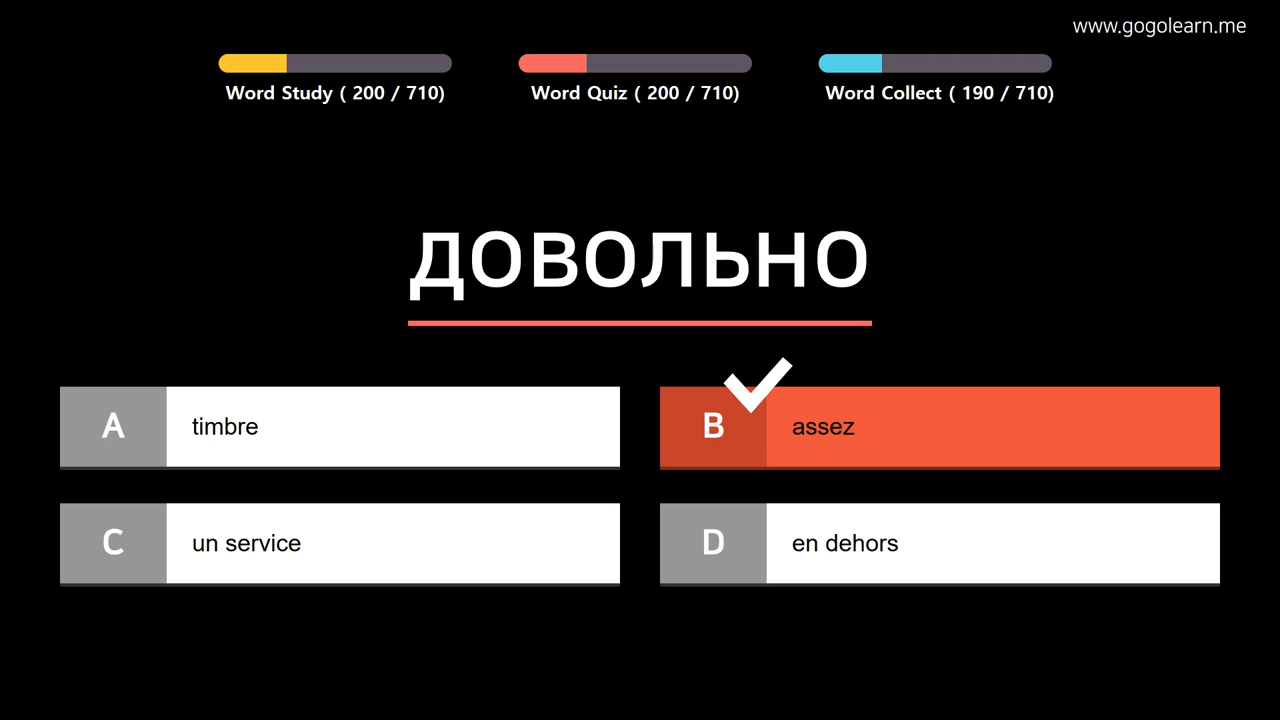 www.gogolearn.me
Word Study ( 200 / 710)
Word Quiz ( 200 / 710)
Word Collect ( 190 / 710)
довольно
A timbre
B assez
C un service
D en dehors